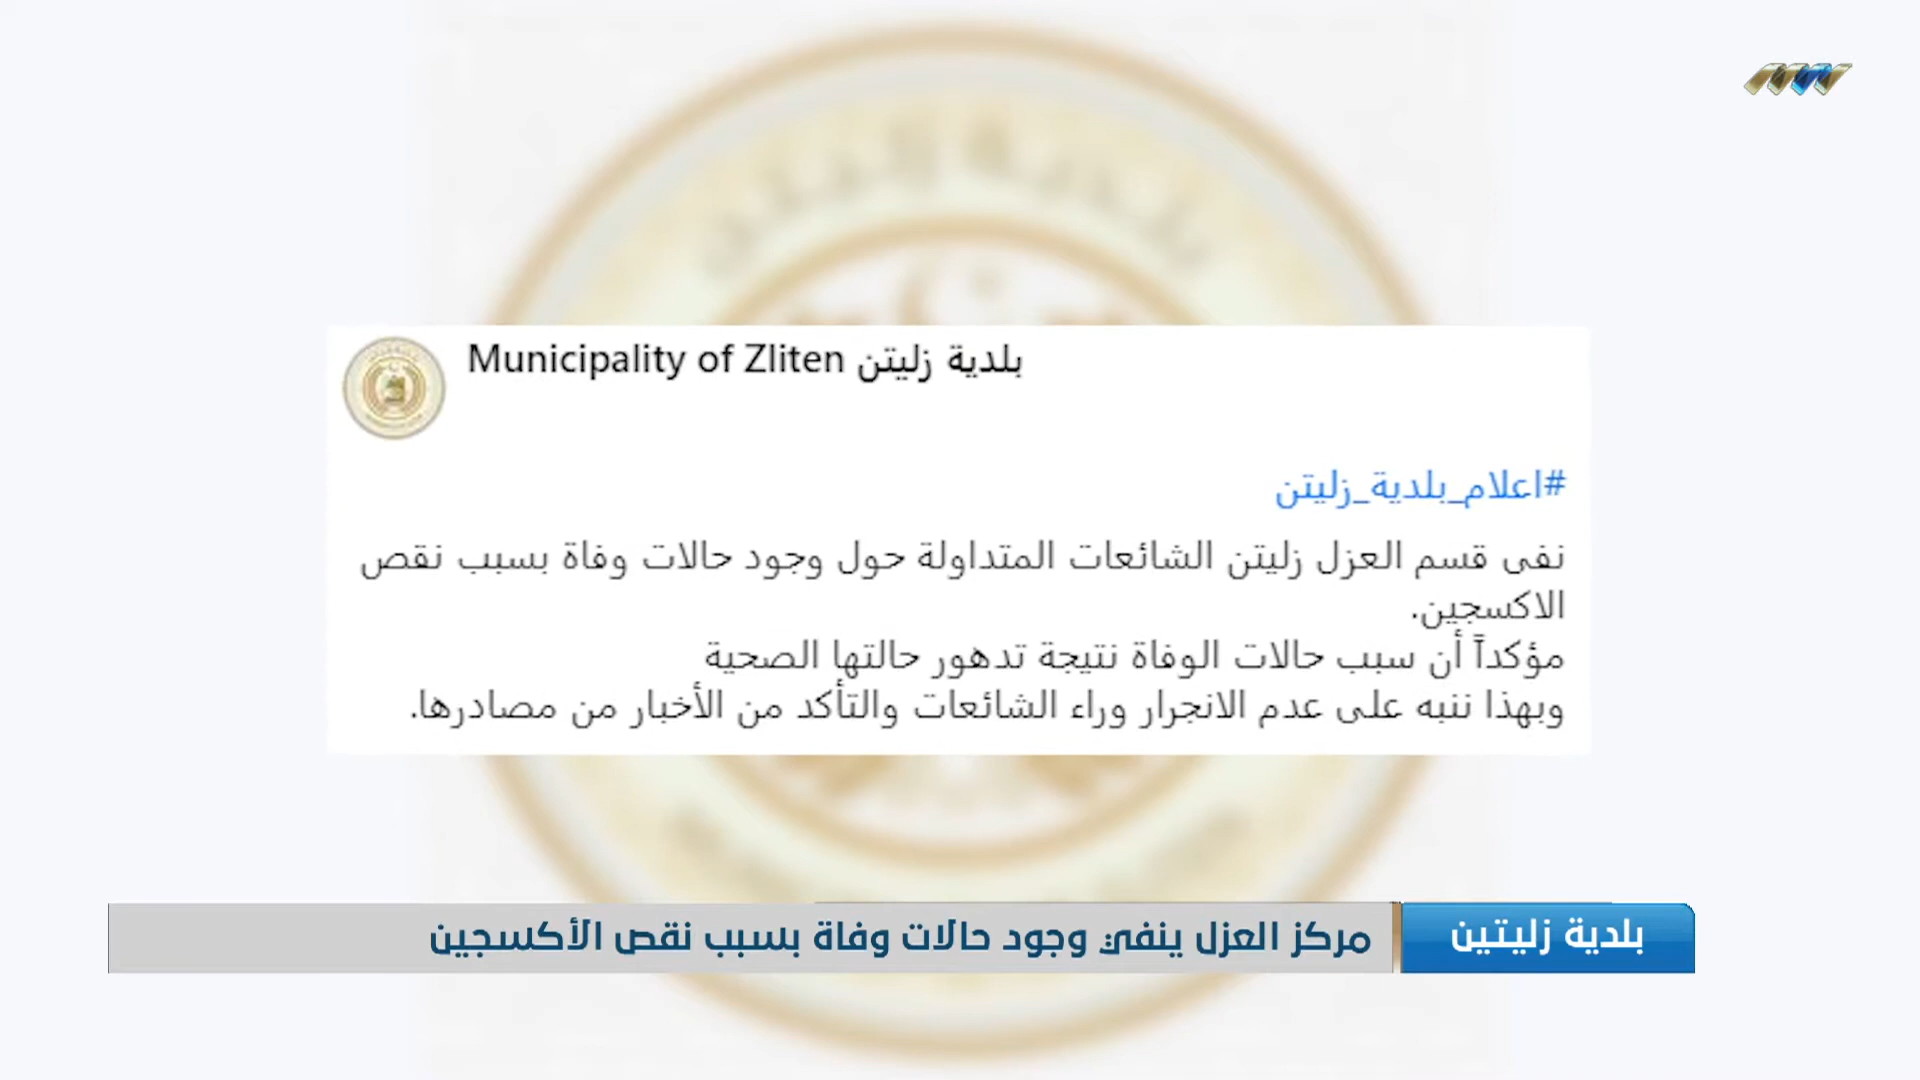 بلدية زليتن
Municipality of Zliten بلدية زليتن
#اعلام_بلدية_زليتن
نفى قسم العزل زليتن الشائعات المتداولة حول وجود حالات وفاة بسبب نقص
الاكسجين.
مؤكداً أن سبب حالات الوفاة نتيجة تدهور حالتها الصحية
وبهذا ننبه على عدم الانجرار وراء الشائعات والتأكد من الأخبار من مصادرها.
بلدية زليتين
مركز العزل ينفي وجود حالات وفاة بسبب نقص الأكسجين